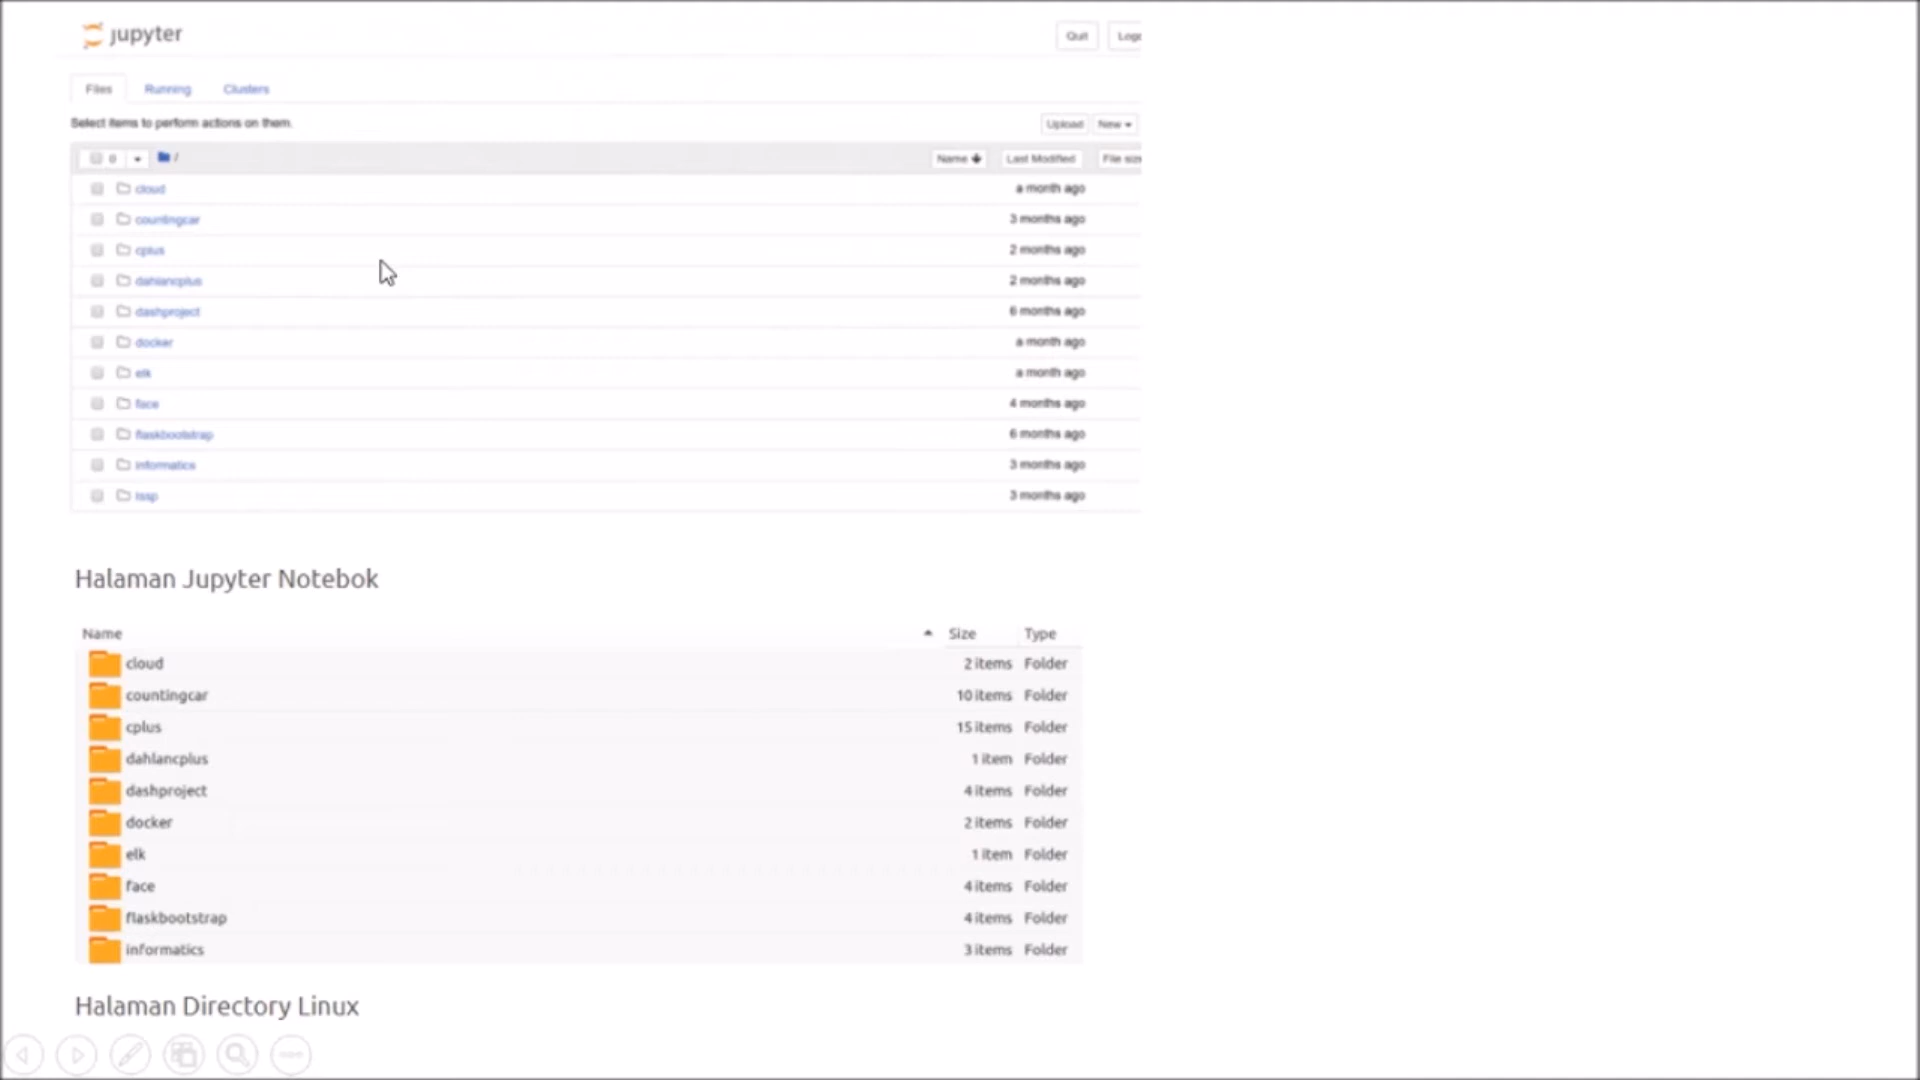 jupyter
Quit
Files Running Clusters
Select items to perform actions on them.
Upload New
0 /
Name Last Modified File
cloud a month ago
countingcar 3 months ago
cplus 2 months ago
dahlancplus 2 months ago
dashproject 6 months ago
docker a month ago
elk a month ago
face 4 months ago
flaskbootstrap 6 months ago
informatics 3 months ago
3 months ago
Halaman Jupyter Notebok
Name Size Type
cloud 2 items Folder
countingcar 10 items Folder
cplus 15 items Folder
dahlancplus 1 item Folder
dashproject 4 items Folder
docker 2 items Folder
elk 1 item Folder
face 4 items Folder
flaskbootstrap 4 items Folder
informatics 3 items Folder
Halaman Directory Linux